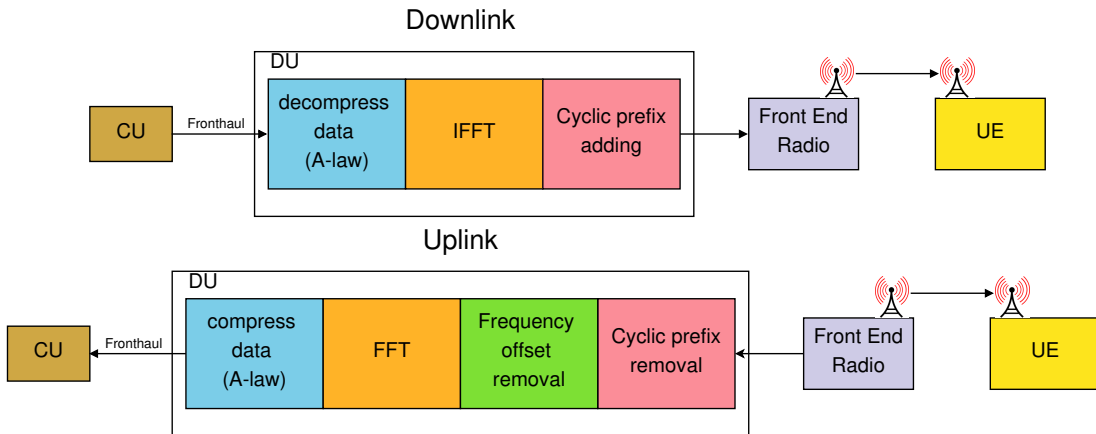 Downlink
DU
CU
Fronthaul
decompress
data
(A-law)
IFFT
Cyclic prefix
adding
Front End
Radio
UE
Uplink
DU
CU
Fronthaul
compress
data
(A-law)
FFT
Frequency
offset
removal
Cyclic prefix
removal
Front End
Radio
UE